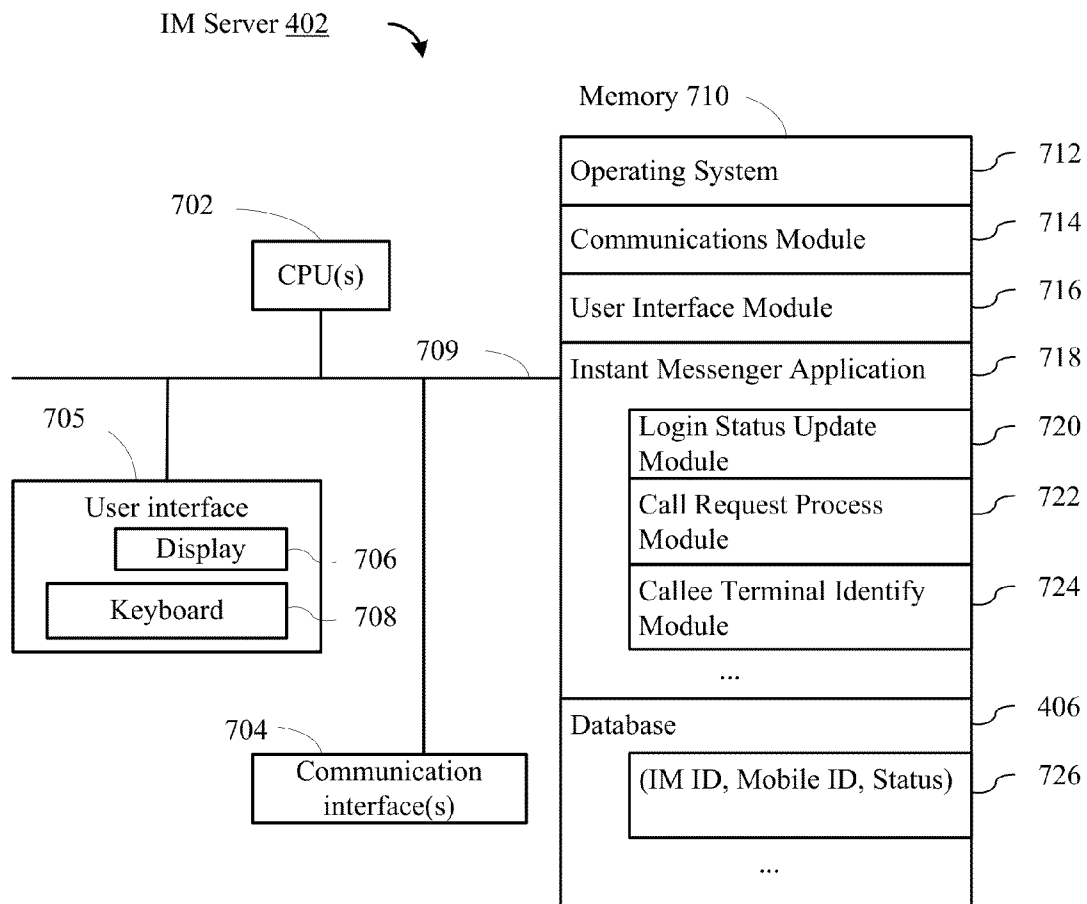 IM Server 402
Memory 710
Operating System
712
Communications Module
714
User Interface Module
716
Instant Messenger Application
718
Login Status Update
Module
720
Call Request Process
Module
722
Callee Terminal Identify
Module
724
...
Database
406
(IM ID, Mobile ID, Status)
726
...
702
CPU(s)
709
705
User interface
Display
706
Keyboard
708
704
Communication
interface(s)